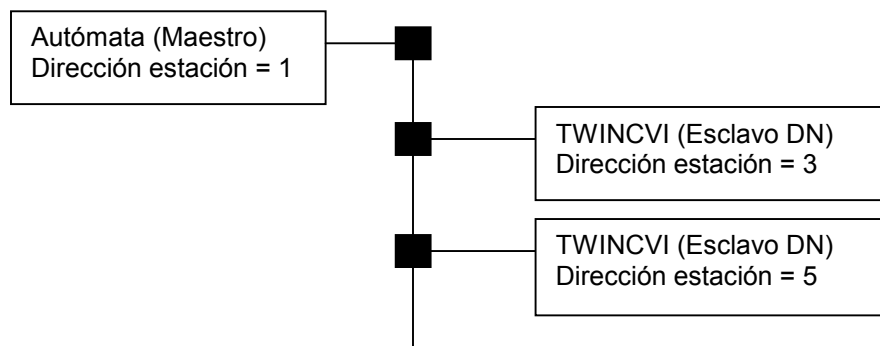 Autómata (Maestro)
Dirección estación = 1
TWINCVI (Esclavo DN)
Dirección estación = 3
TWINCVI (Esclavo DN)
Dirección estación = 5